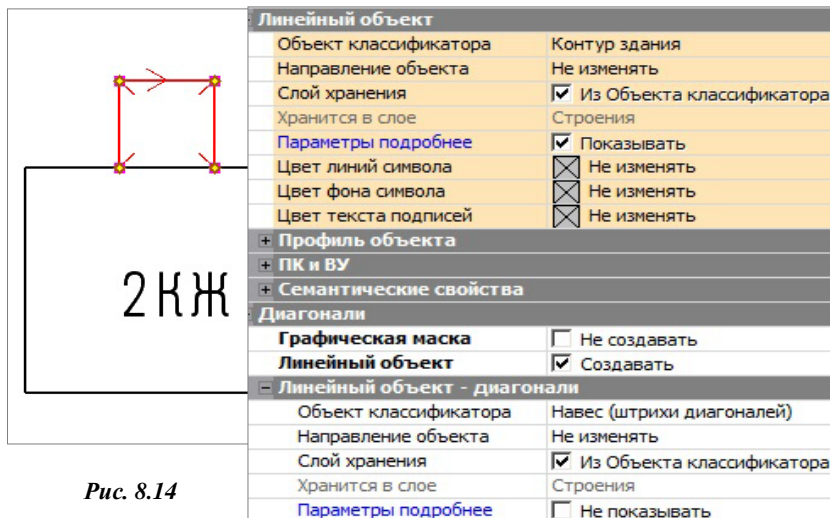 Линейный объект
Объект классификатора Контур здания
Направление объекта Не изменять
Слой хранения Из Объекта классификатора
Хранится в слое Строения
Параметры подробнее Показывать
Цвет линий символа Не изменять
Цвет фона символа Не изменять
Цвет текста подписей Не изменять
Профиль объекта
ПК и ВУ
Семантические свойства
Диагонали
Графическая маска Не создавать
Линейный объект Создавать
Линейный объект - диагонали
Объект классификатора Навес (штрихи диагоналей)
Направление объекта Не изменять
Слой хранения Из Объекта классификатора
Хранится в слое Строения
Параметры подробнее Не показывать
2КЖ
Рис. 8.14